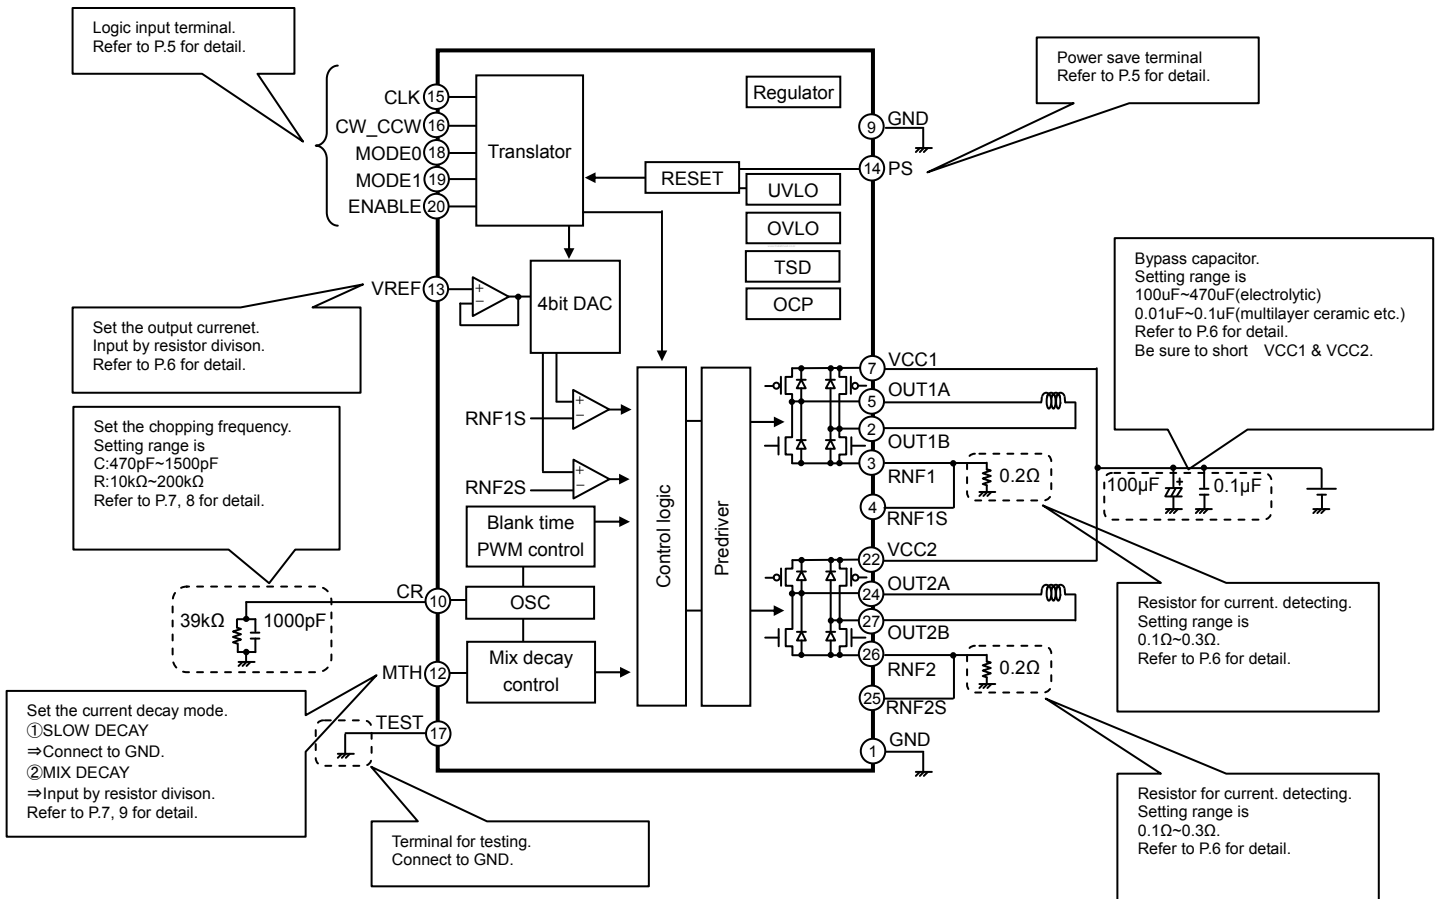 Logic input terminal.
Refer to P.5 for detail.
Power save terminal
Refer to P.5 for detail.
CLK 15
CW_CCW 16
MODE0 18
MODE1 19
ENABLE 20
Translator
Regulator
9 GND
14 PS
RESET
UVLO
OVLO
TSD
OCP
VREF 13
+
−
4bit DAC
Set the output currenet.
Input by resistor divison.
Refer to P.6 for detail.
Bypass capacitor.
Setting range is
100uF~470uF(electrolytic)
0.01uF~0.1uF(multilayer ceramic etc.)
Refer to P.6 for detail.
Be sure to short VCC1 & VCC2.
Set the chopping frequency.
Setting range is
C:470pF~1500pF
R:10kΩ~200kΩ
Refer to P.7, 8 for detail.
RNF1S
+
−
RNF2S
+
−
Blank time
PWM control
OSC
Mix decay
control
Control logic
Predriver
7 VCC1
5 OUT1A
2 OUT1B
3 RNF1
4 RNF1S
0.2Ω
100µF
+
0.1µF
22 VCC2
24 OUT2A
27 OUT2B
26 RNF2
25 RNF2S
0.2Ω
1 GND
CR 10
39kΩ
1000pF
MTH 12
TEST 17
Set the current decay mode.
①SLOW DECAY
⇒Connect to GND.
②MIX DECAY
⇒Input by resistor divison.
Refer to P.7, 9 for detail.
Terminal for testing.
Connect to GND.
Resistor for current. detecting.
Setting range is
0.1Ω~0.3Ω.
Refer to P.6 for detail.
Resistor for current. detecting.
Setting range is
0.1Ω~0.3Ω.
Refer to P.6 for detail.